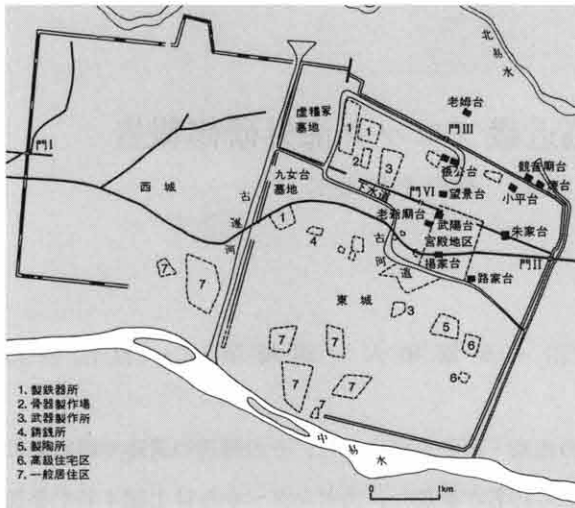 北易水
老姆台
門III
虚糧冢
墓地
1
1
2
3
張公台
観音廟台
小平台
門I
西城
古運河
九女台
墓地
下水道
門VI
望景台
老爺廟台
武陽台
朱家台
1
4
古河道
宮殿地区
門II
楊家台
路家台
7
7
東城
3
5
6
7
7
7
7
7
6
中易水
1. 製鉄器所
2. 骨器製作場
3. 武器製作所
4. 鋳銭所
5. 製陶所
6. 高級住宅区
7. 一般居住区
0 1km